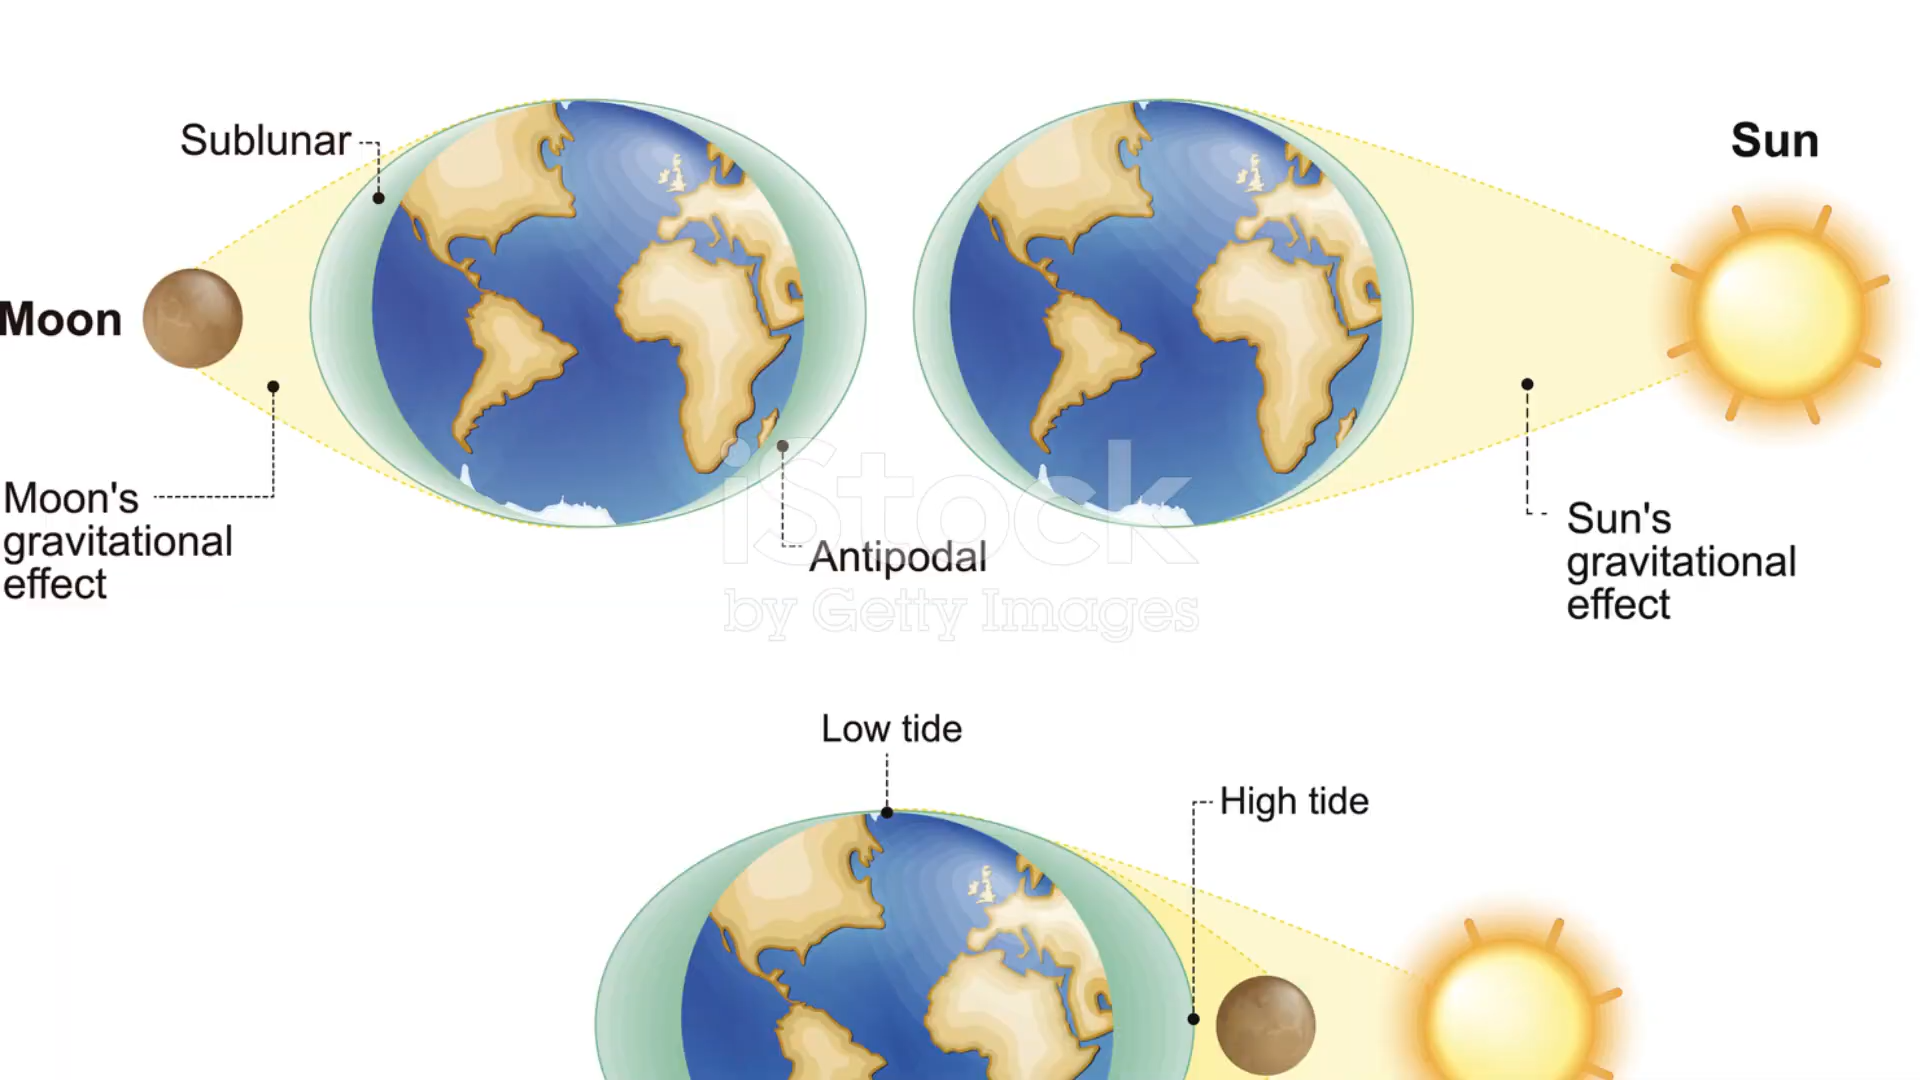 Sublunar
Sun
Moon
Moon's
gravitational
effect
Antipodal
Sun's
gravitational
effect
iStock
by Getty Images
Low tide
High tide